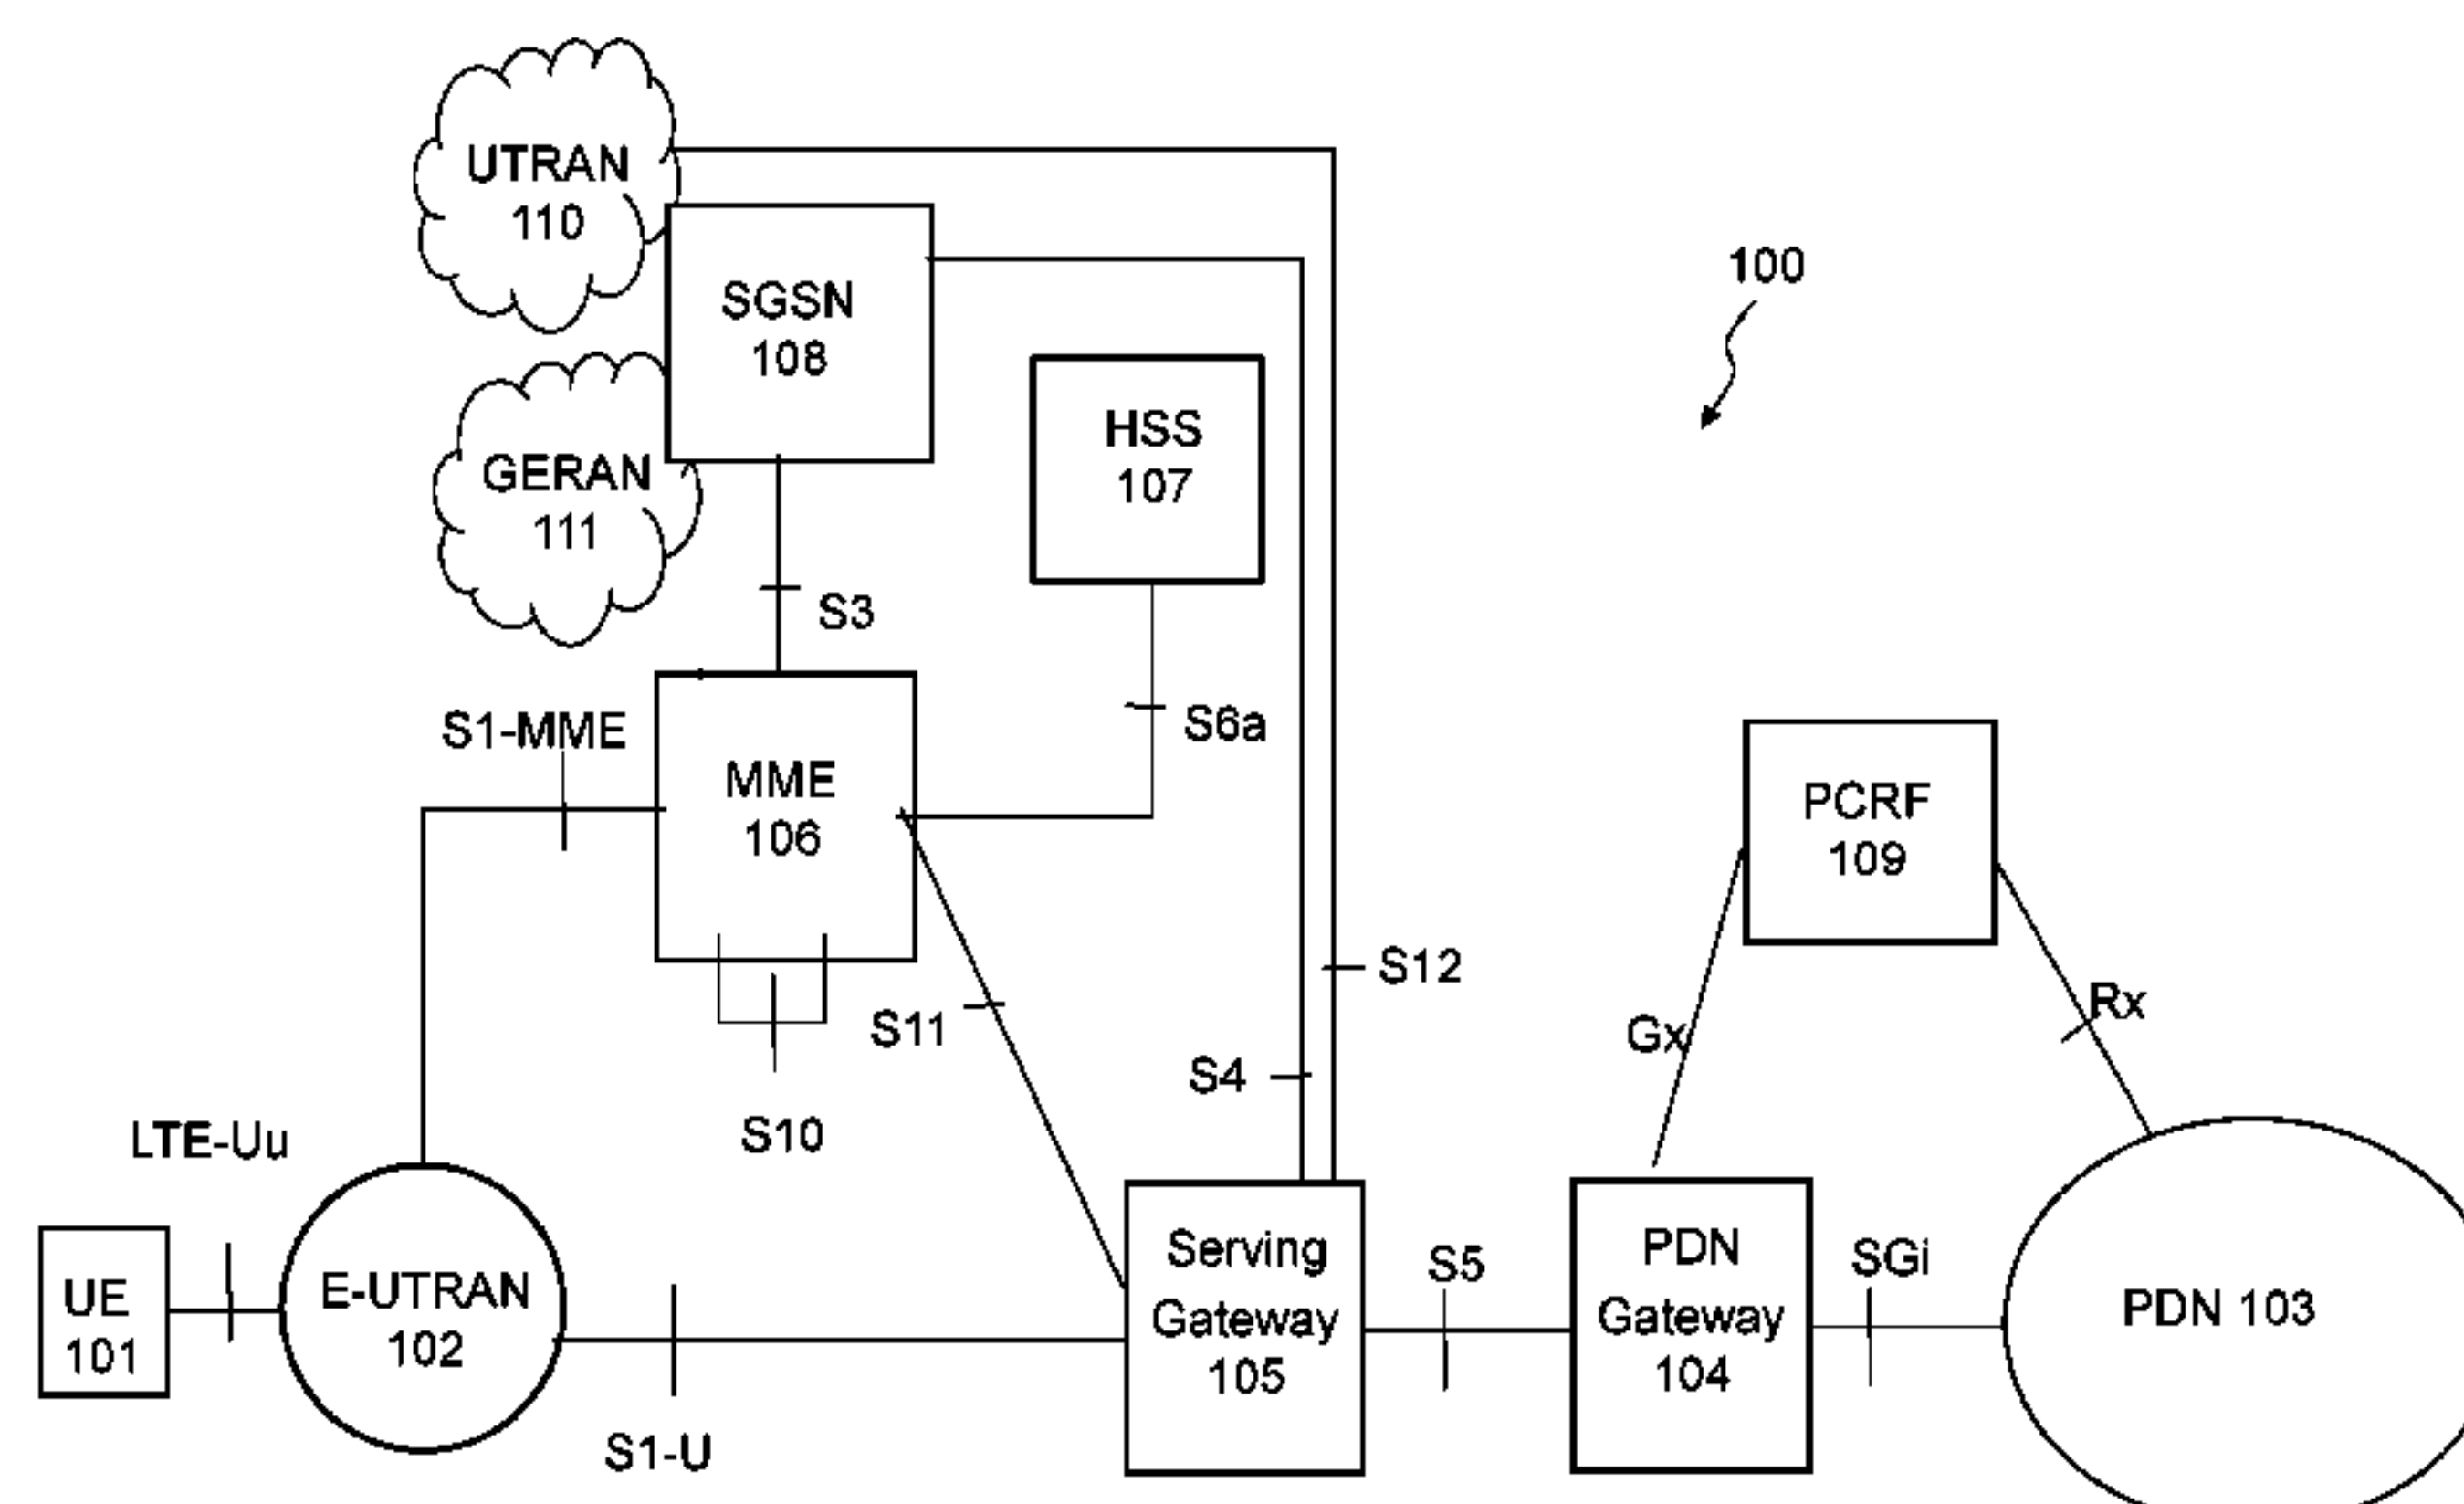 UTRAN
110
SGSN
108
100
HSS
107
GERAN
111
S3
S6a
S1-MME
MME
106
PCRF
109
S12
Rx
S11
Gx
S4
S10
LTE-Uu
UE
101
E-UTRAN
102
Serving
Gateway
105
S5
PDN
Gateway
104
SGi
PDN 103
S1-U